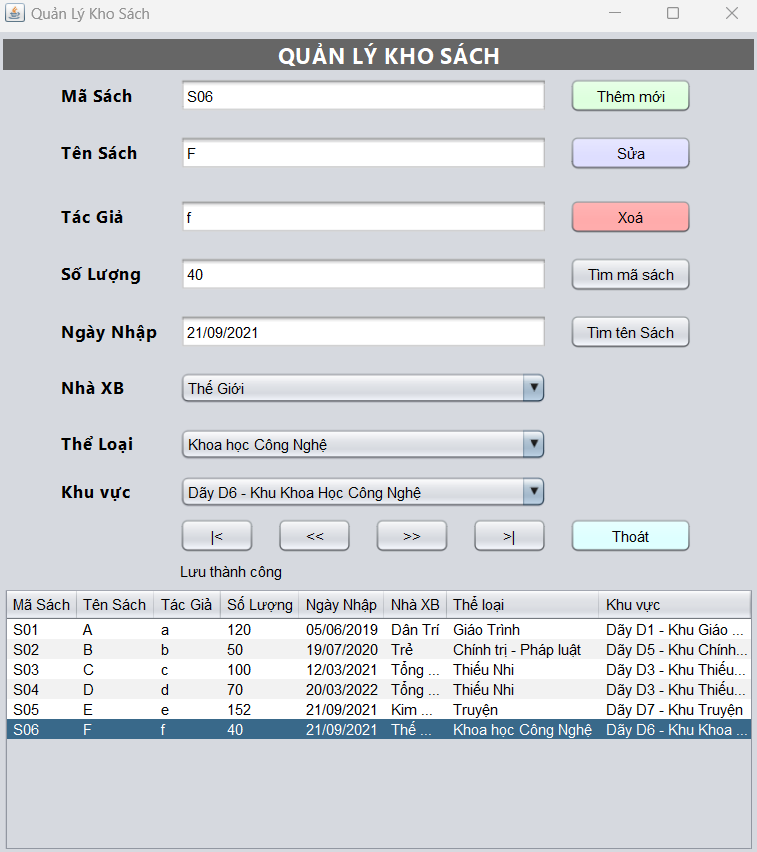 Quản Lý Kho Sách
QUẢN LÝ KHO SÁCH
Mã Sách S06 Thêm mới
Tên Sách F Sửa
Tác Giả f Xoá
Số Lượng 40 Tìm mã sách
Ngày Nhập 21/09/2021 Tìm tên Sách
Nhà XB Thế Giới
Thể Loại Khoa học Công Nghệ
Khu vực Dãy D6 - Khu Khoa Học Công Nghệ
|< << >> >| Thoát
Lưu thành công
Mã Sách Tên Sách Tác Giả Số Lượng Ngày Nhập Nhà XB Thể loại Khu vực
S01 A a 120 05/06/2019 Dân Trí Giáo Trình Dãy D1 - Khu Giáo ...
S02 B b 50 19/07/2020 Trẻ Chính trị - Pháp luật Dãy D5 - Khu Chính...
S03 C c 100 12/03/2021 Tổng ... Thiếu Nhi Dãy D3 - Khu Thiếu...
S04 D d 70 20/03/2022 Tổng ... Thiếu Nhi Dãy D3 - Khu Thiếu...
S05 E e 152 21/09/2021 Kim ... Truyện Dãy D7 - Khu Truyện
S06 F f 40 21/09/2021 Thế ... Khoa học Công Nghệ Dãy D6 - Khu Khoa ...